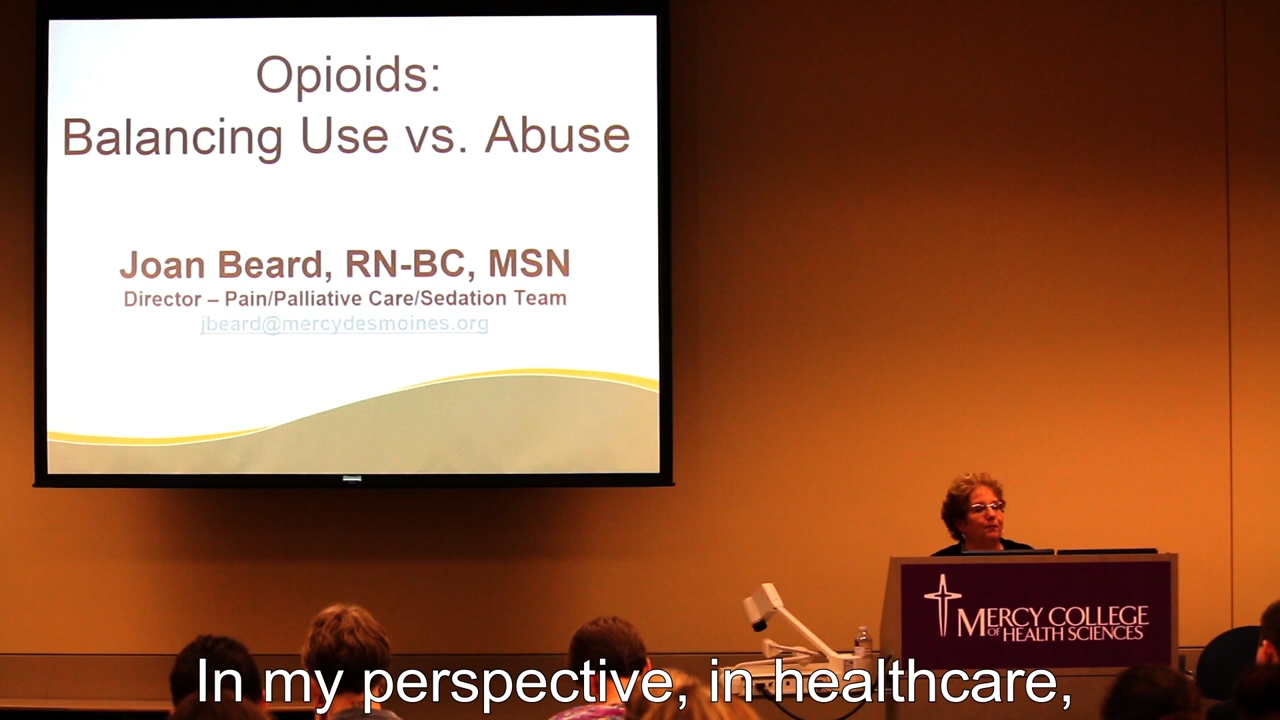 Opioids:
Balancing Use vs. Abuse
Joan Beard, RN-BC, MSN
Director – Pain/Palliative Care/Sedation Team
jbeard@mercydesmoines.org
MERCY COLLEGE
OF HEALTH SCIENCES
In my perspective, in healthcare,